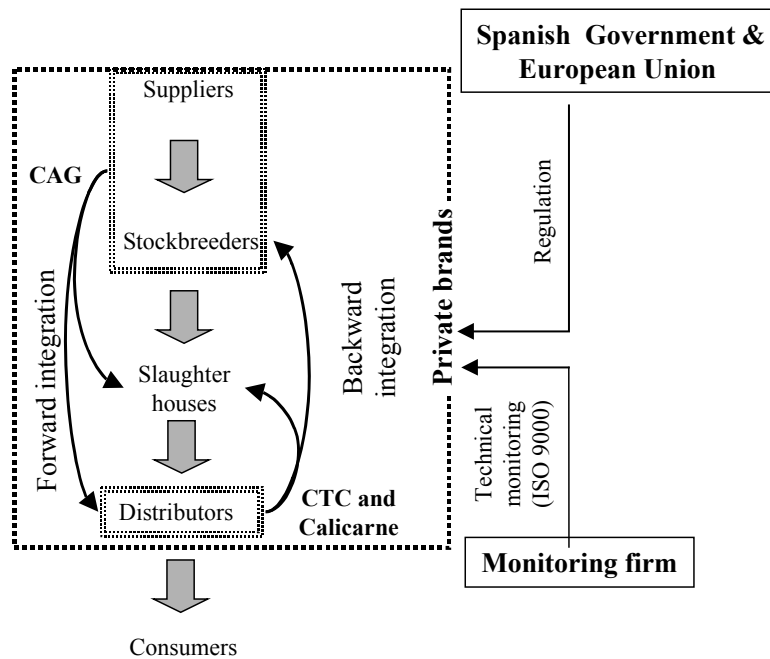 Spanish Government &
European Union
Suppliers
CAG
Stockbreeders
Forward integration
Backward
integration
Private brands
Regulation
Slaughter
houses
Technical
monitoring
(ISO 9000)
Distributors
CTC and
Calicarne
Monitoring firm
Consumers